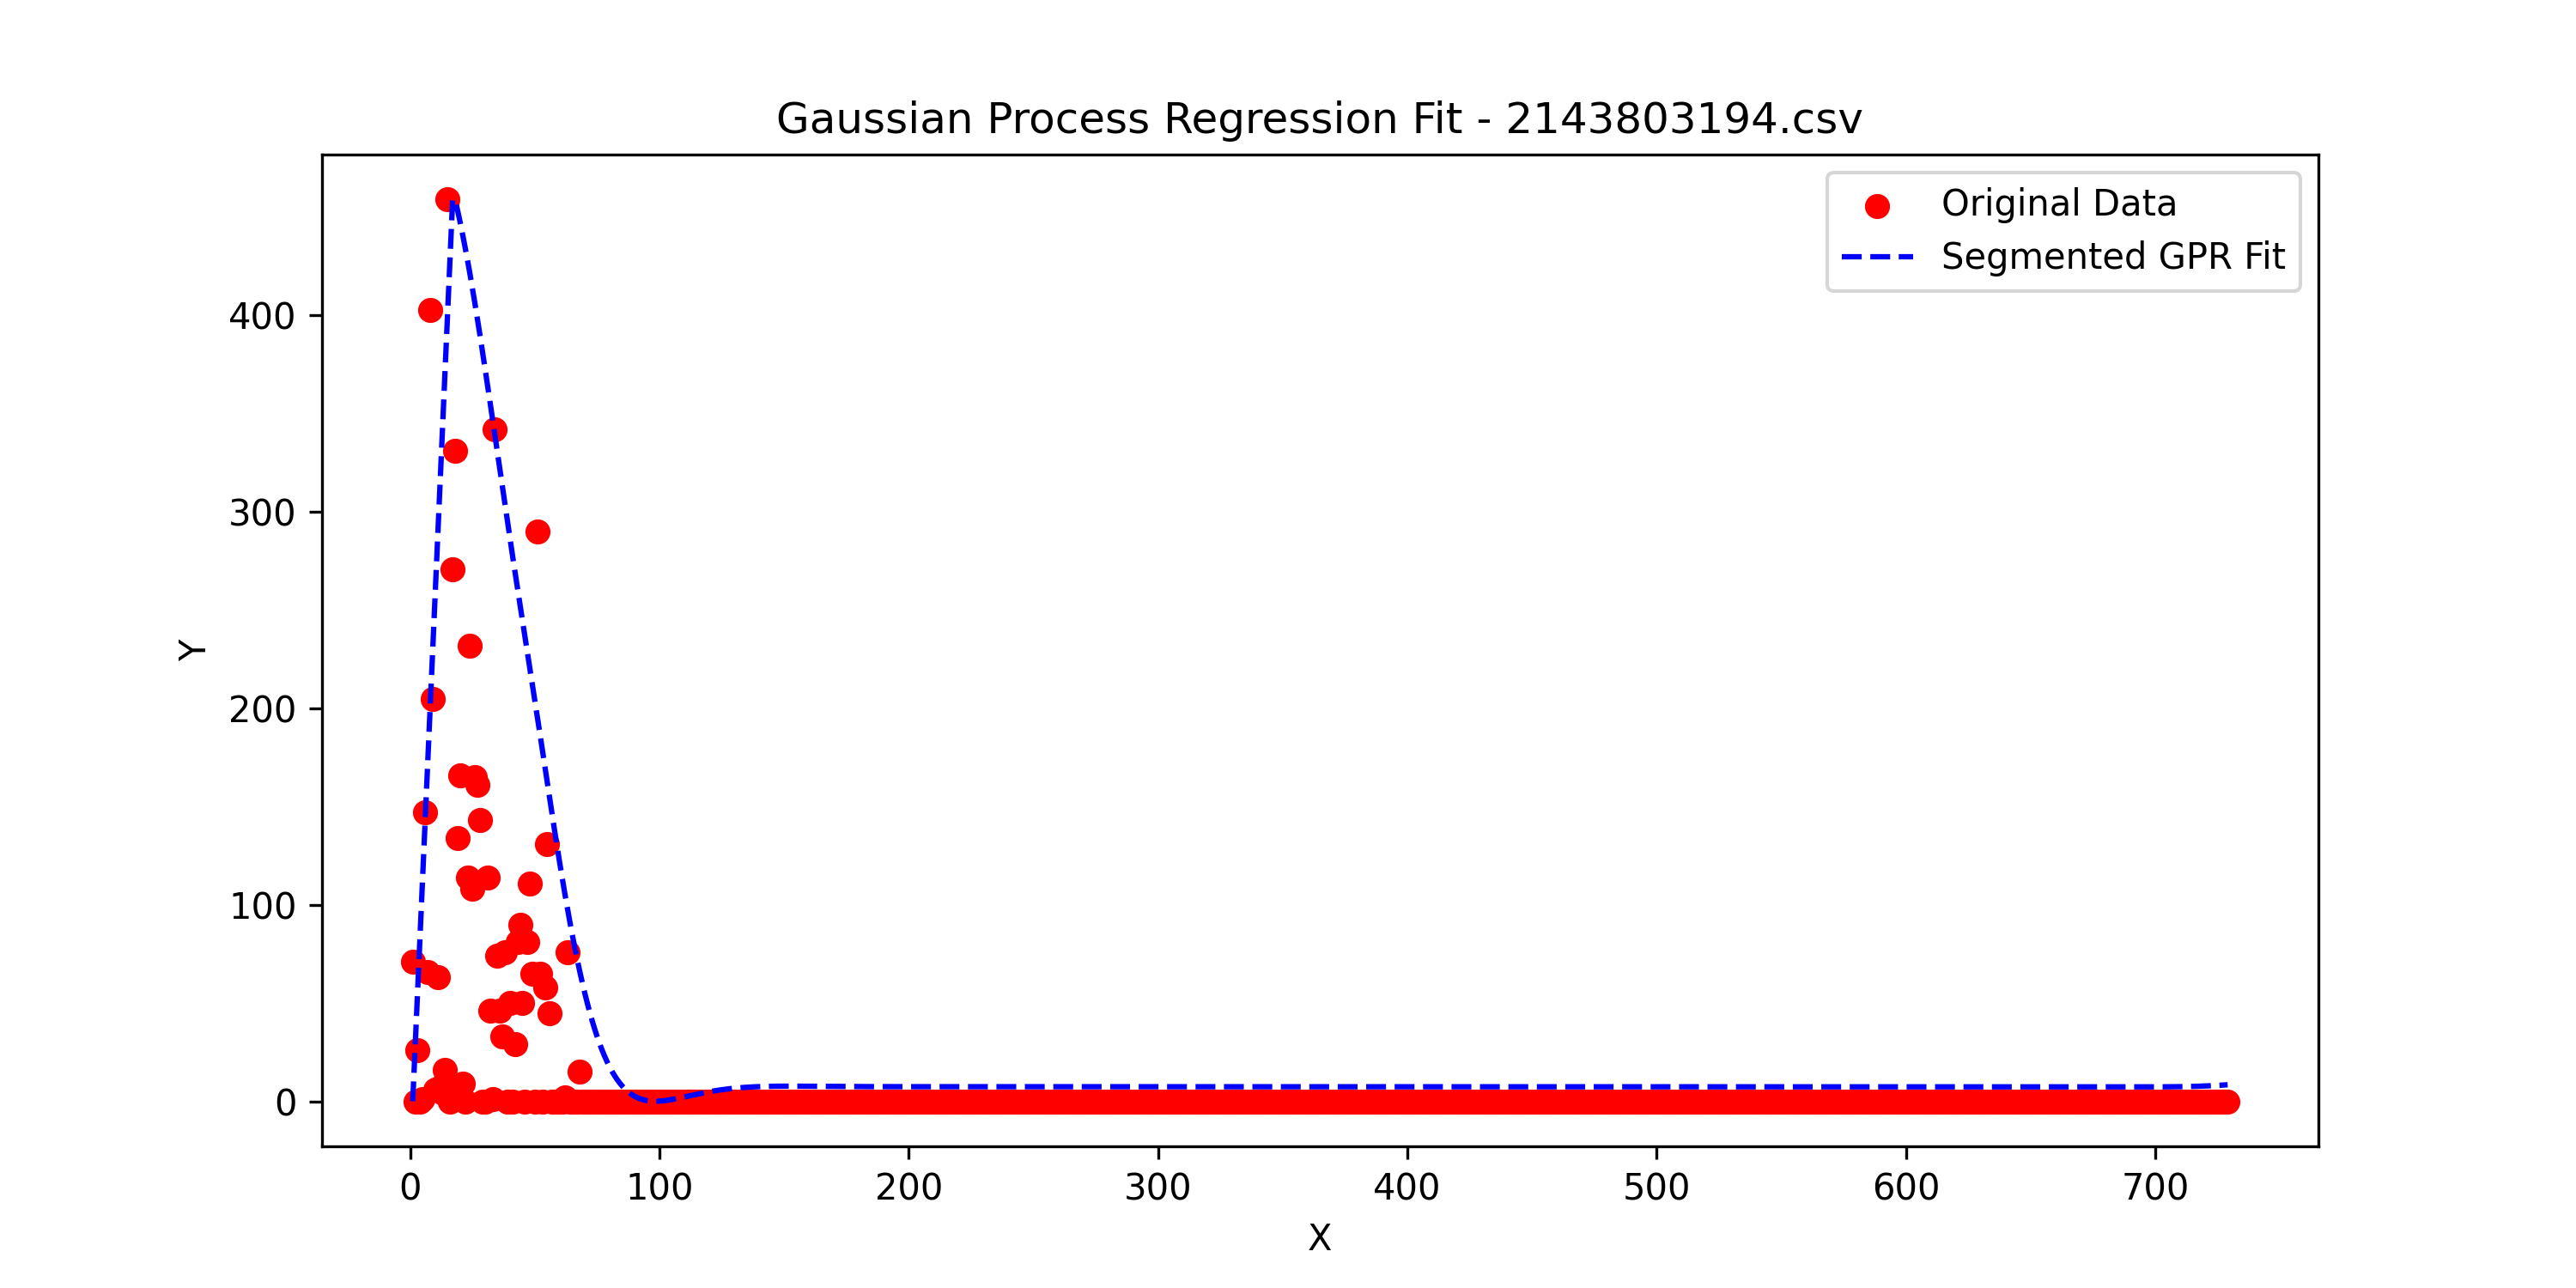 Gaussian Process Regression Fit - 2143803194.csv
Original Data
Segmented GPR Fit
400
300
200
100
0
Y
0 100 200 300 400 500 600 700
X